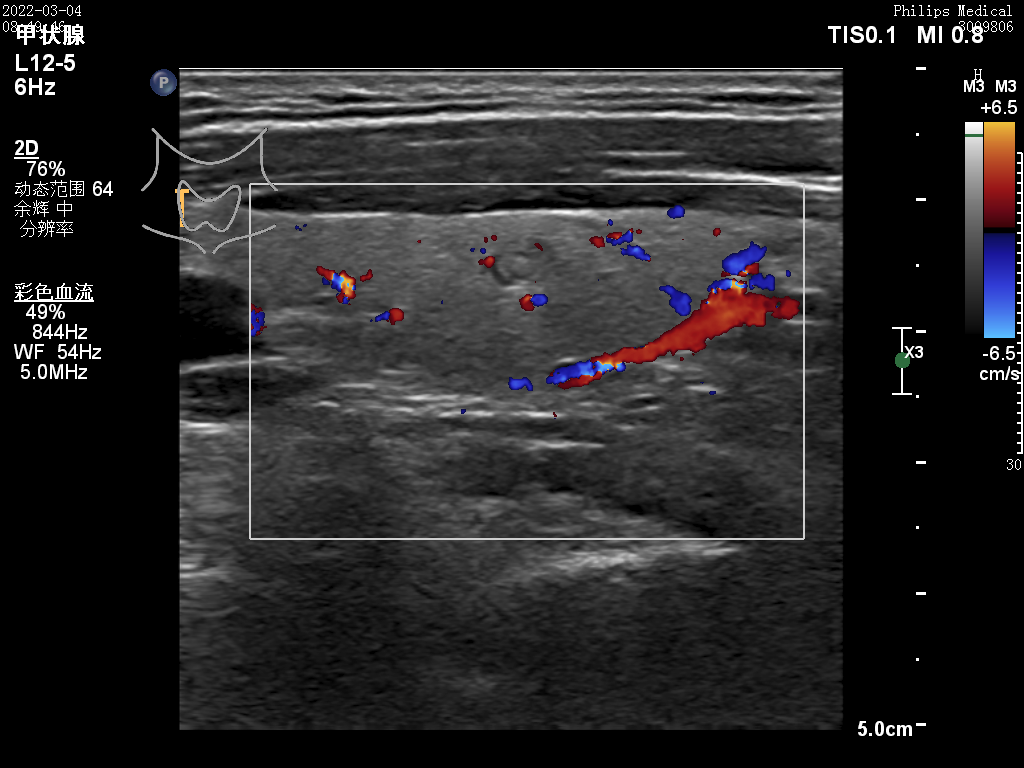 2022-03-04
Philips Medical
甲状腺
TIS0.1 MI 0.8
3009806
L12-5
6Hz
P
H
M3 M3
+6.5
2D
76%
动态范围 64
余辉 中
分辨率
彩色血流
49%
844Hz
WF 54Hz
5.0MHz
X3
-6.5
cm/s
30
5.0cm